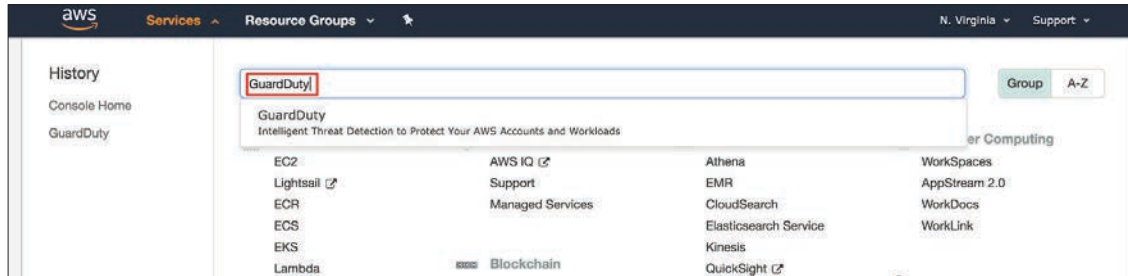 aws Services Resource Groups N. Virginia Support
History
Console Home
GuardDuty
GuardDuty
Group A-Z
GuardDuty
Intelligent Threat Detection to Protect Your AWS Accounts and Workloads
er Computing
EC2
Lightsail
ECR
ECS
EKS
Lambda
AWS IQ
Support
Managed Services
Blockchain
Athena
EMR
CloudSearch
Elasticsearch Service
Kinesis
QuickSight
WorkSpaces
AppStream 2.0
WorkDocs
WorkLink